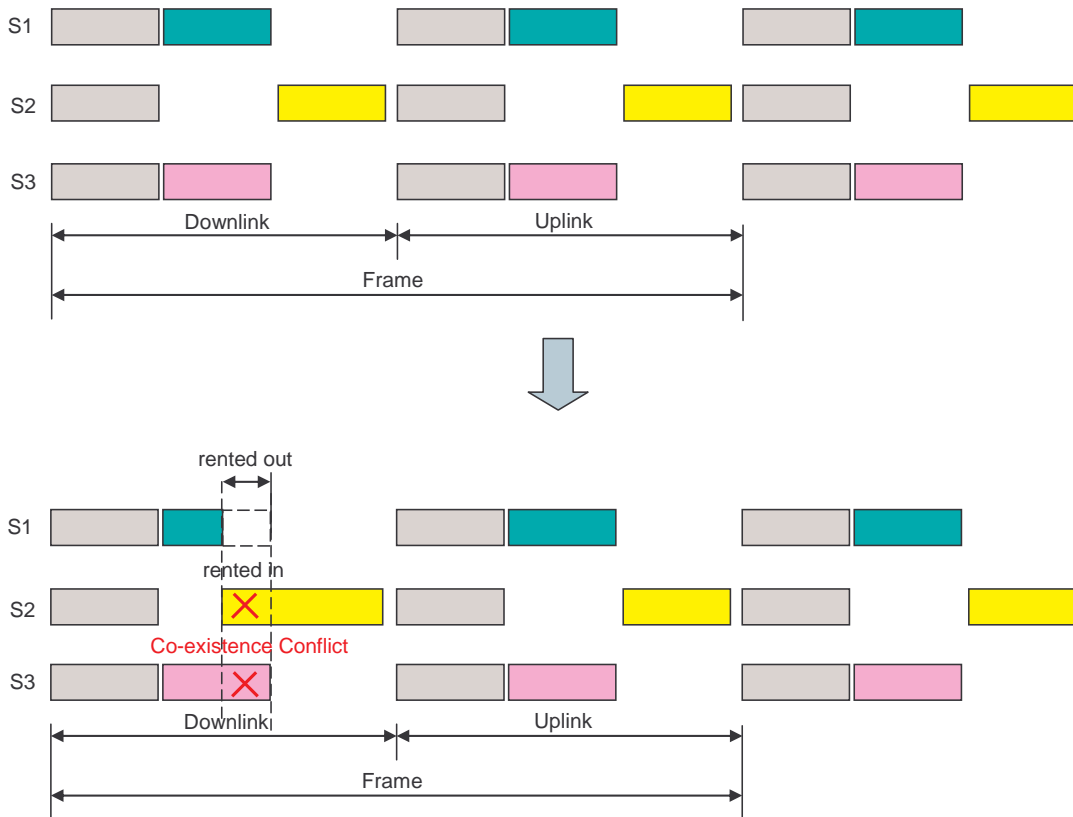 S1
S2
S3
Downlink
Uplink
Frame
rented out
S1
rented in
S2
Co-existence Conflict
S3
Downlink
Uplink
Frame